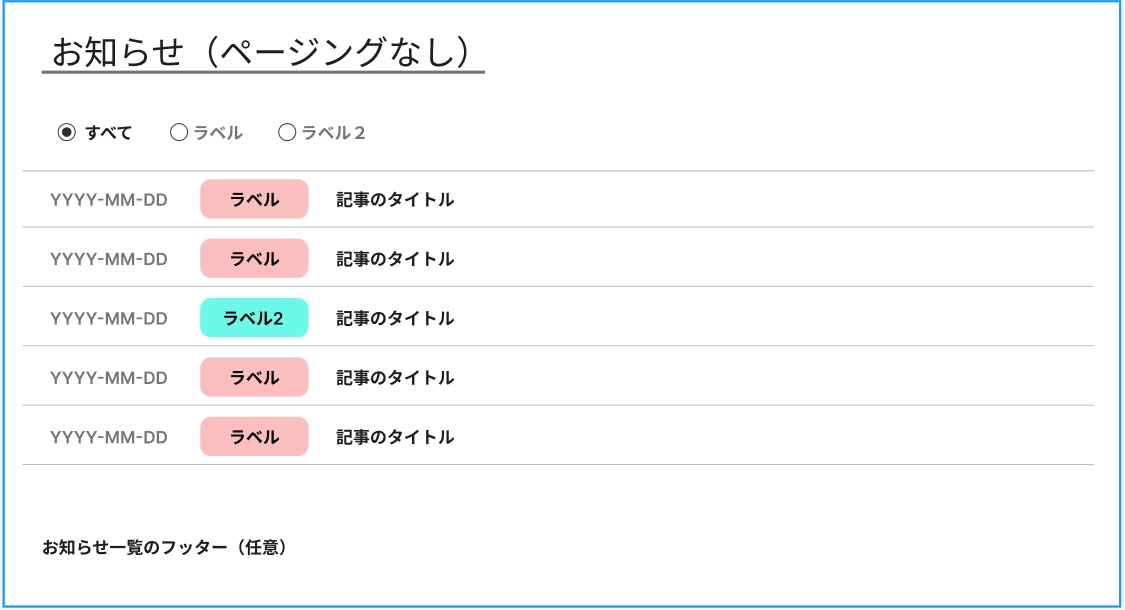 お知らせ（ページングなし）
すべて ラベル ラベル２
YYYY-MM-DD ラベル 記事のタイトル
YYYY-MM-DD ラベル 記事のタイトル
YYYY-MM-DD ラベル2 記事のタイトル
YYYY-MM-DD ラベル 記事のタイトル
YYYY-MM-DD ラベル 記事のタイトル
お知らせ一覧のフッター（任意）